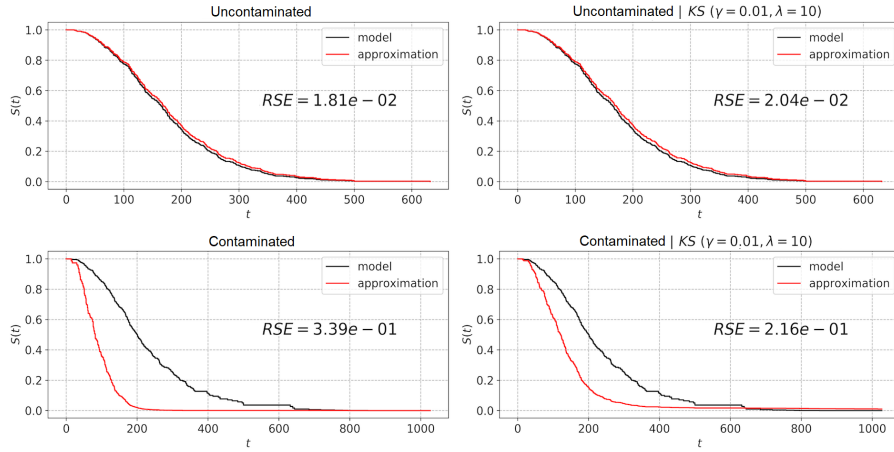 Uncontaminated
1.0
0.8
0.6
0.4
0.2
0.0
S(t)
model
approximation
RSE = 1.81e − 02
0 100 200 300 400 500 600
t
Uncontaminated | KS (γ = 0.01, λ = 10)
1.0
0.8
0.6
0.4
0.2
0.0
S(t)
model
approximation
RSE = 2.04e − 02
0 100 200 300 400 500 600
t
Contaminated
1.0
0.8
0.6
0.4
0.2
0.0
S(t)
model
approximation
RSE = 3.39e − 01
0 200 400 600 800 1000
t
Contaminated | KS (γ = 0.01, λ = 10)
1.0
0.8
0.6
0.4
0.2
0.0
S(t)
model
approximation
RSE = 2.16e − 01
0 200 400 600 800 1000
t